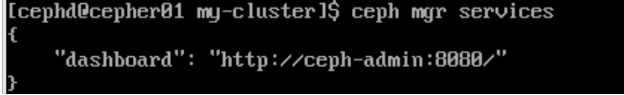 [cephd@cepher01 my-cluster]$ ceph mgr services
{
    "dashboard": "http://ceph-admin:8080/"
}